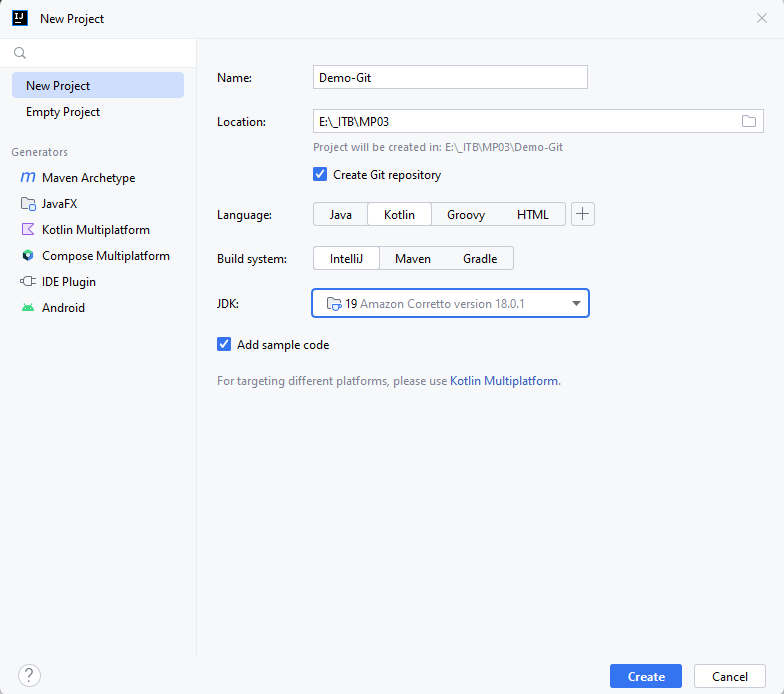 New Project
New Project
Empty Project
Generators
Maven Archetype
JavaFX
Kotlin Multiplatform
Compose Multiplatform
IDE Plugin
Android
Name: Demo-Git
Location: E:\_ITB\MP03
Project will be created in: E:\_ITB\MP03\Demo-Git
Create Git repository
Language: Java Kotlin Groovy HTML +
Build system: IntelliJ Maven Gradle
JDK: 19 Amazon Corretto version 18.0.1
Add sample code
For targeting different platforms, please use Kotlin Multiplatform.
? Create Cancel